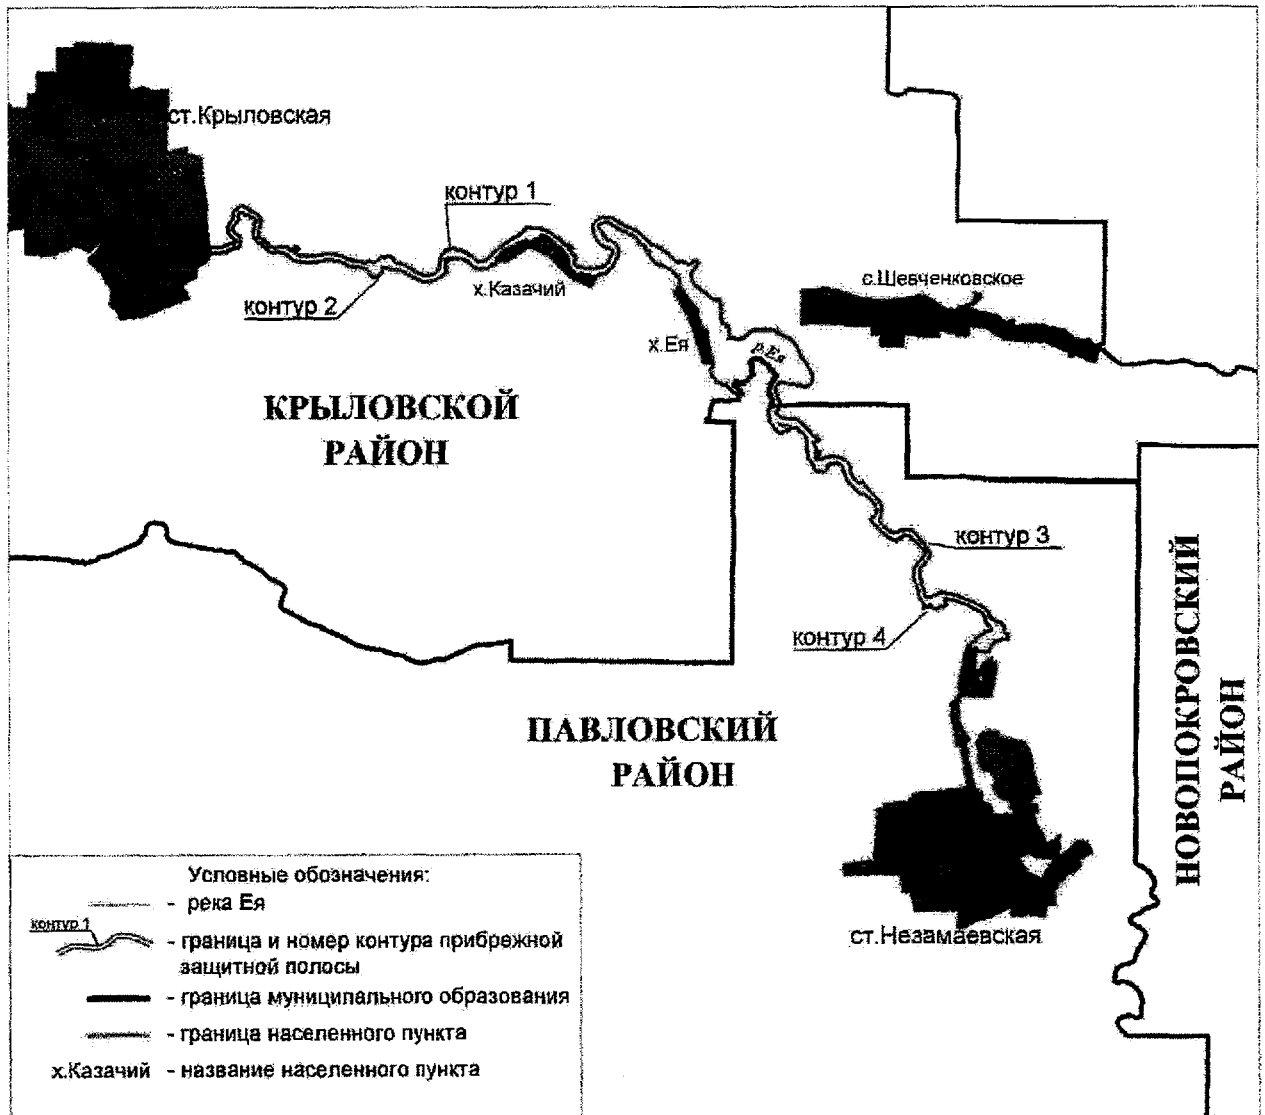 ст.Крыловская
контур 1
контур 2
х.Казачий
с.Шевченковское
х.Ея
р.Ея
КРЫЛОВСКОЙ
РАЙОН
контур 3
контур 4
ПАВЛОВСКИЙ
РАЙОН
НОВОПОКРОВСКИЙ
РАЙОН
ст.Незамаевская
Условные обозначения:
- река Ея
контур 1
- граница и номер контура прибрежной
защитной полосы
- граница муниципального образования
- граница населенного пункта
х.Казачий - название населенного пункта